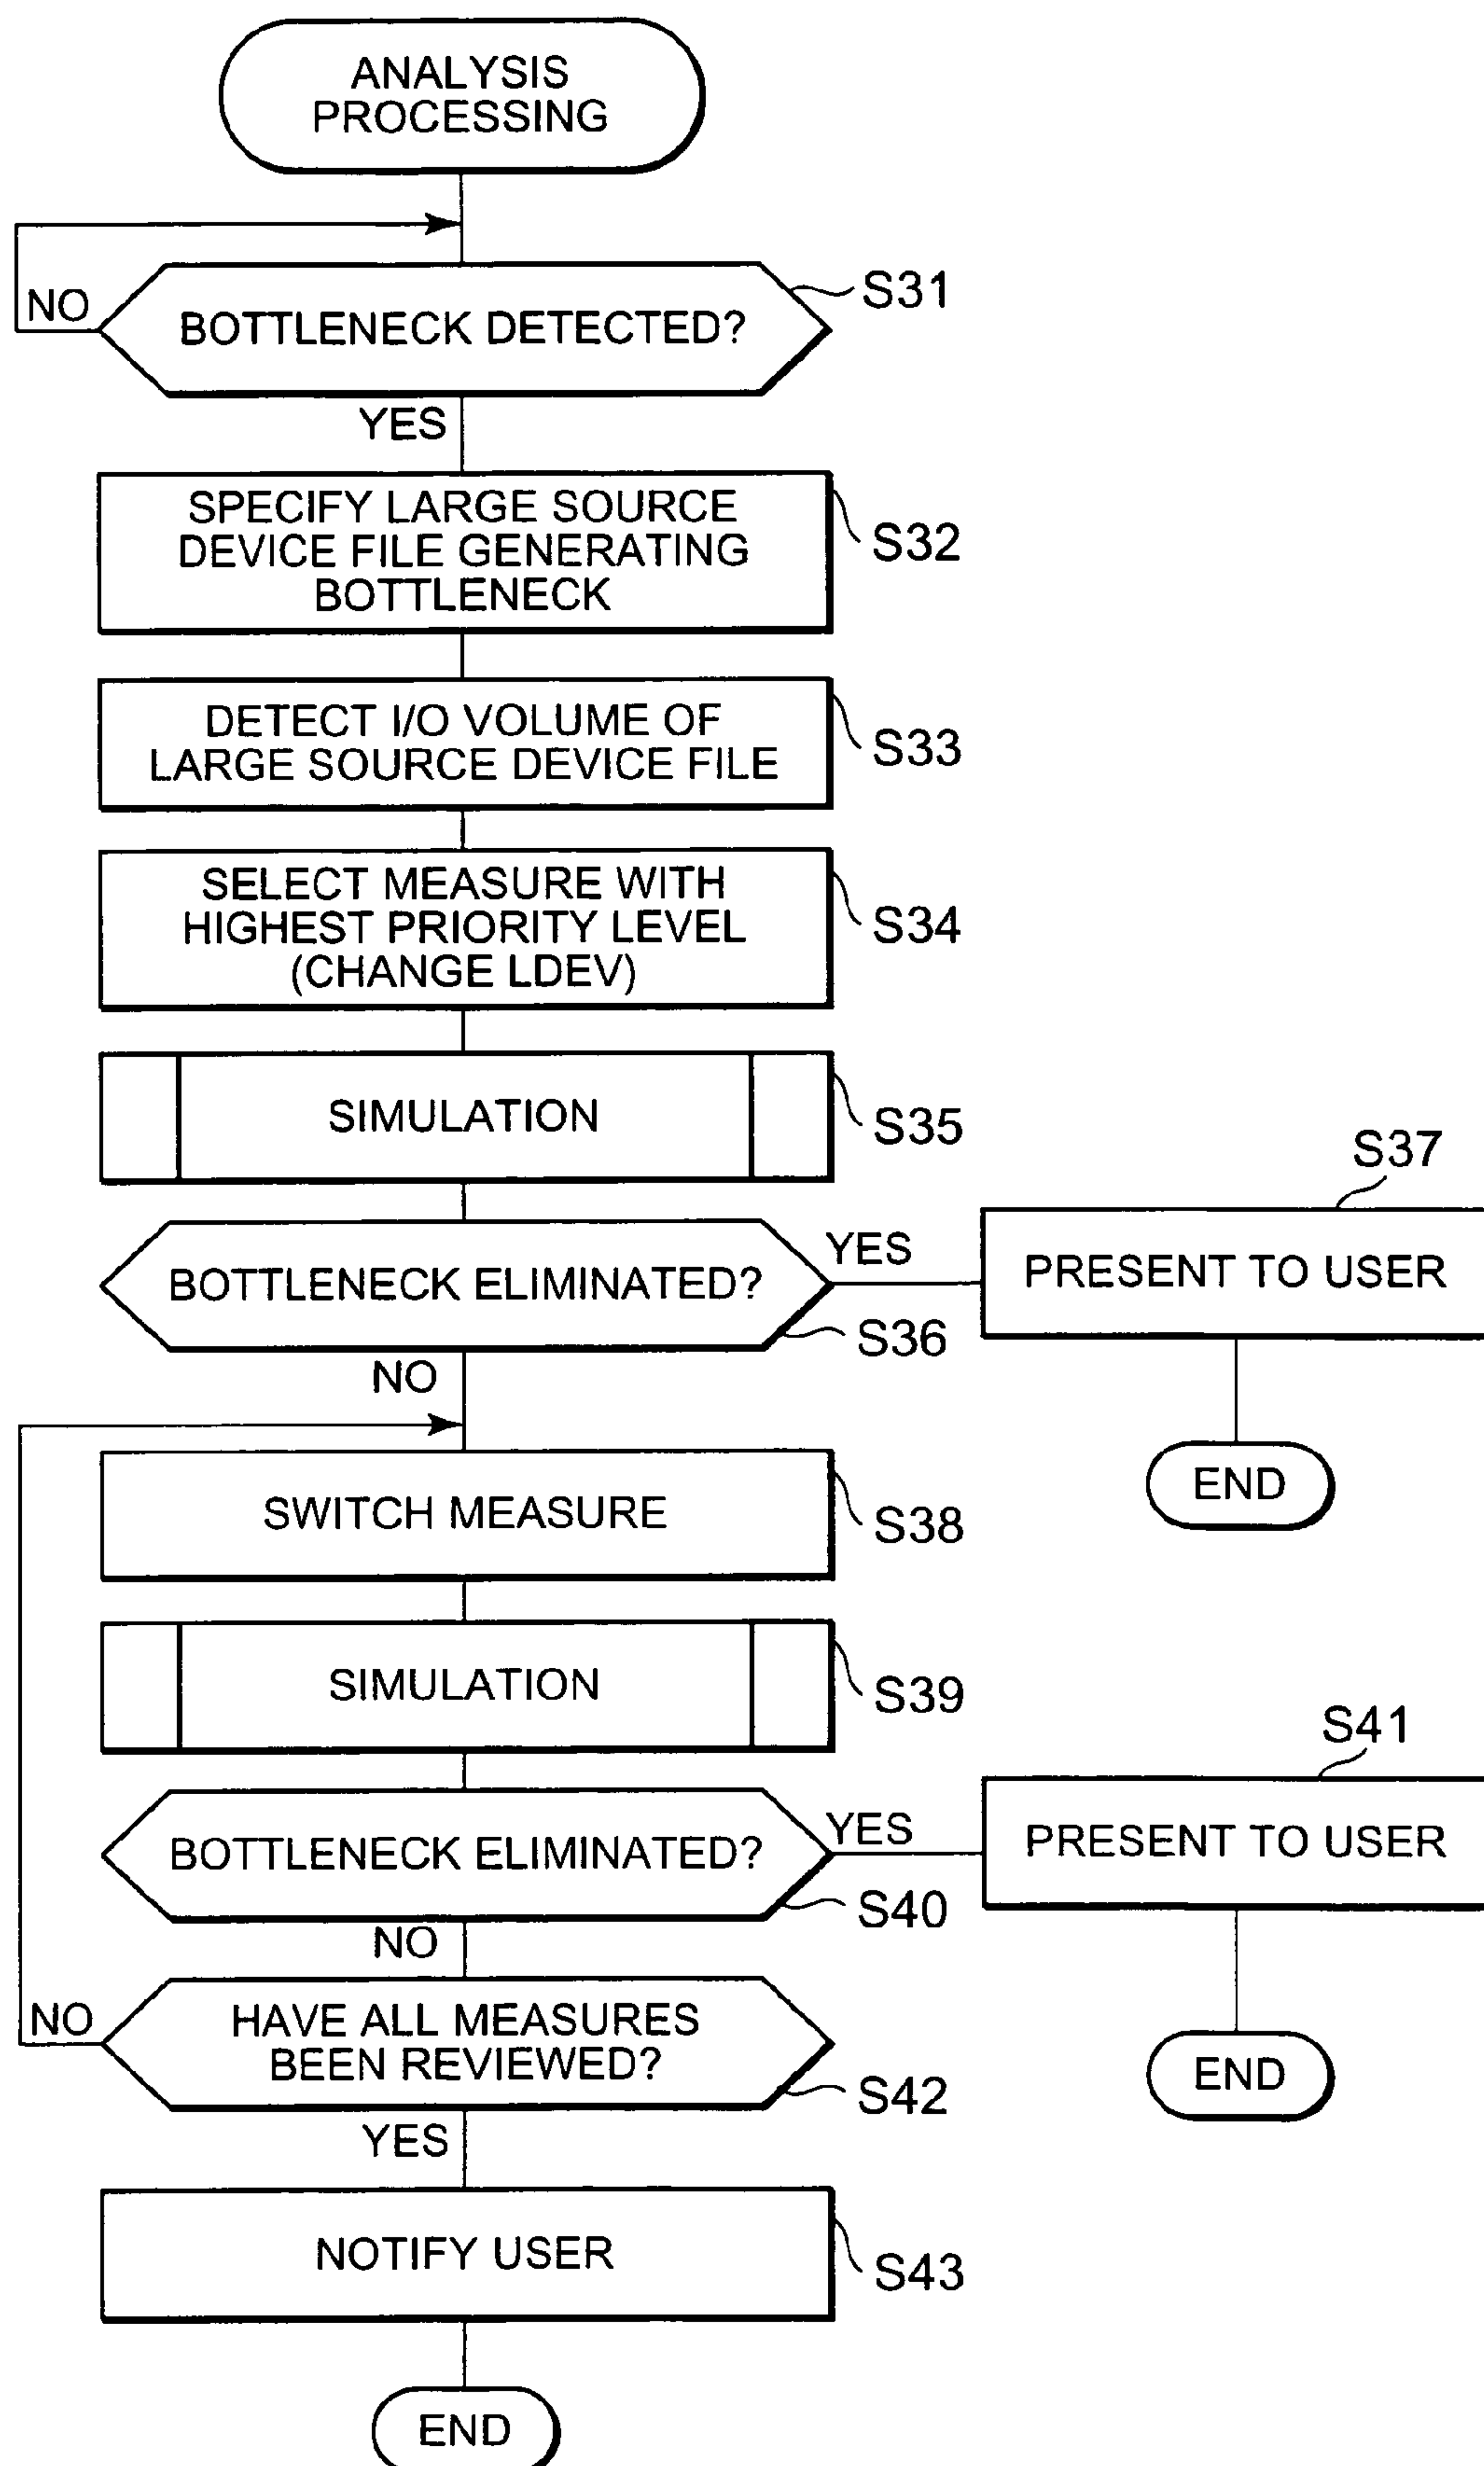 ANALYSIS
PROCESSING
NO
BOTTLENECK DETECTED?
S31
YES
SPECIFY LARGE SOURCE
DEVICE FILE GENERATING
BOTTLENECK
S32
DETECT I/O VOLUME OF
LARGE SOURCE DEVICE FILE
S33
SELECT MEASURE WITH
HIGHEST PRIORITY LEVEL
(CHANGE LDEV)
S34
SIMULATION
S35
BOTTLENECK ELIMINATED?
YES
S36
S37
PRESENT TO USER
END
NO
SWITCH MEASURE
S38
SIMULATION
S39
BOTTLENECK ELIMINATED?
YES
S40
S41
PRESENT TO USER
END
NO
NO
HAVE ALL MEASURES
BEEN REVIEWED?
S42
YES
NOTIFY USER
S43
END